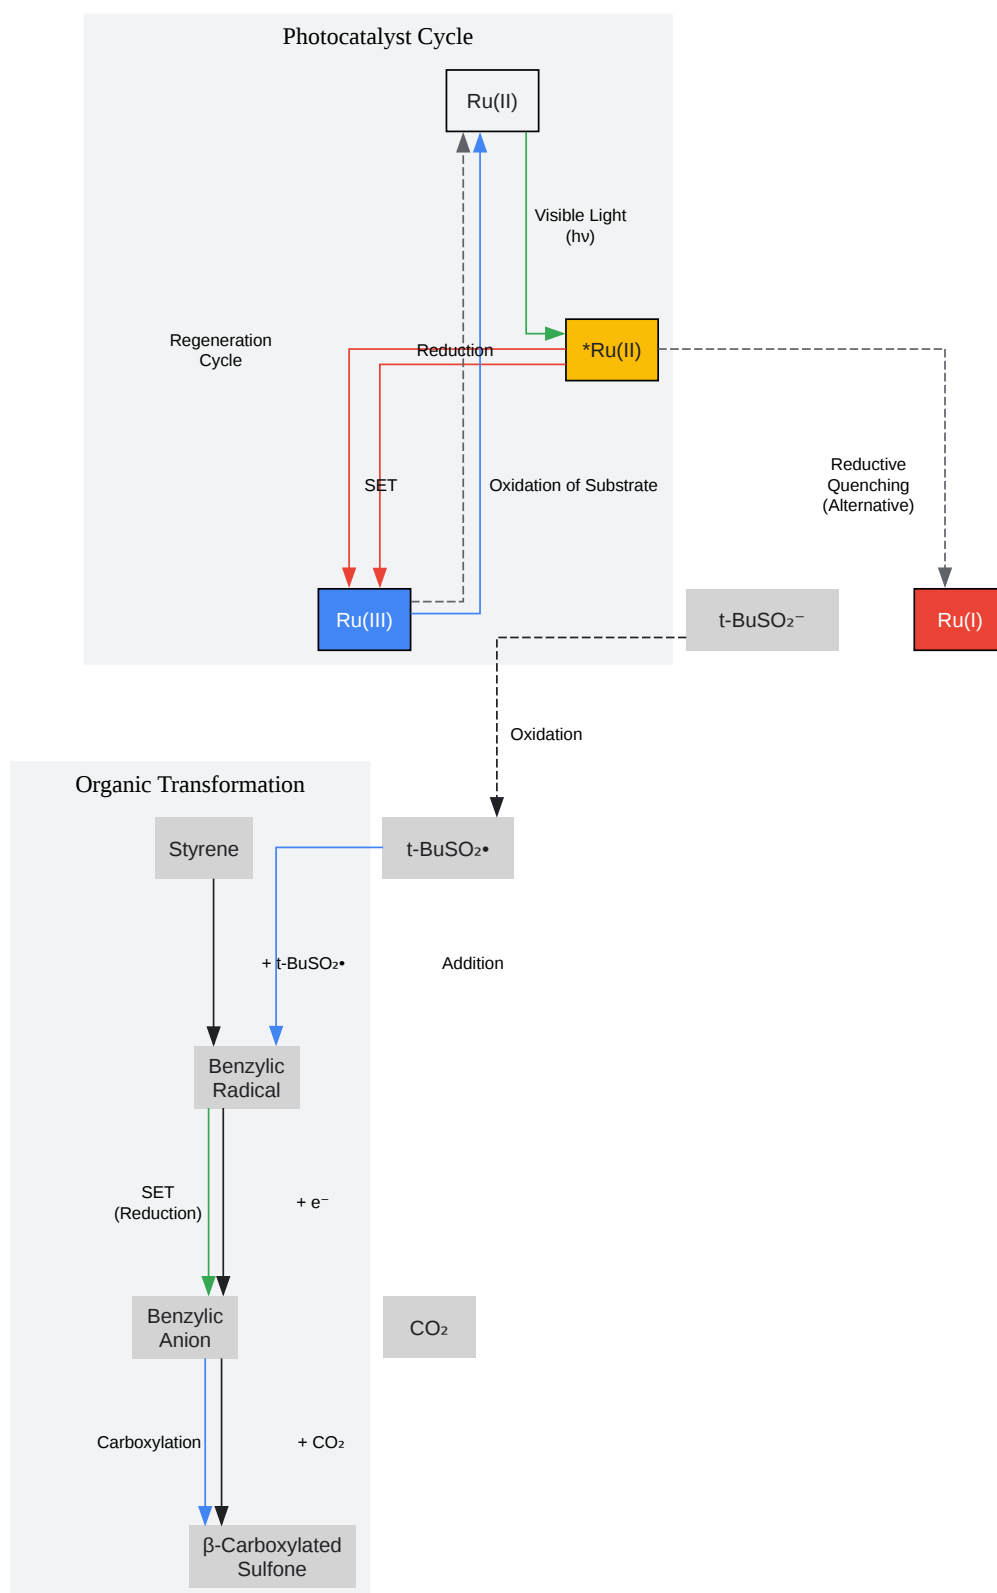 Photocatalyst Cycle
Ru(II)
Visible Light
(hν)
Regeneration
Cycle
Reduction
*Ru(II)
SET
Oxidation of Substrate
Reductive
Quenching
(Alternative)
Ru(III)
t-BuSO₂⁻
Ru(I)
Oxidation
Organic Transformation
Styrene
t-BuSO₂•
+ t-BuSO₂•
Addition
Benzylic
Radical
SET
(Reduction)
+ e⁻
Benzylic
Anion
CO₂
Carboxylation
+ CO₂
β-Carboxylated
Sulfone